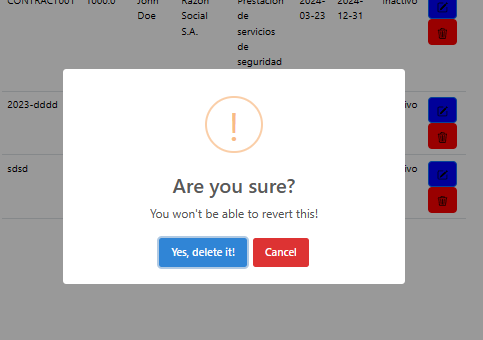 CONTRACT001 1000.0 John Razón Prestación 2024- 2024- Inactivo
Doe Social de 03-23 12-31
S.A. servicios
de
seguridad
2023-dddd
sdsd
Are you sure?
You won't be able to revert this!
Yes, delete it! Cancel